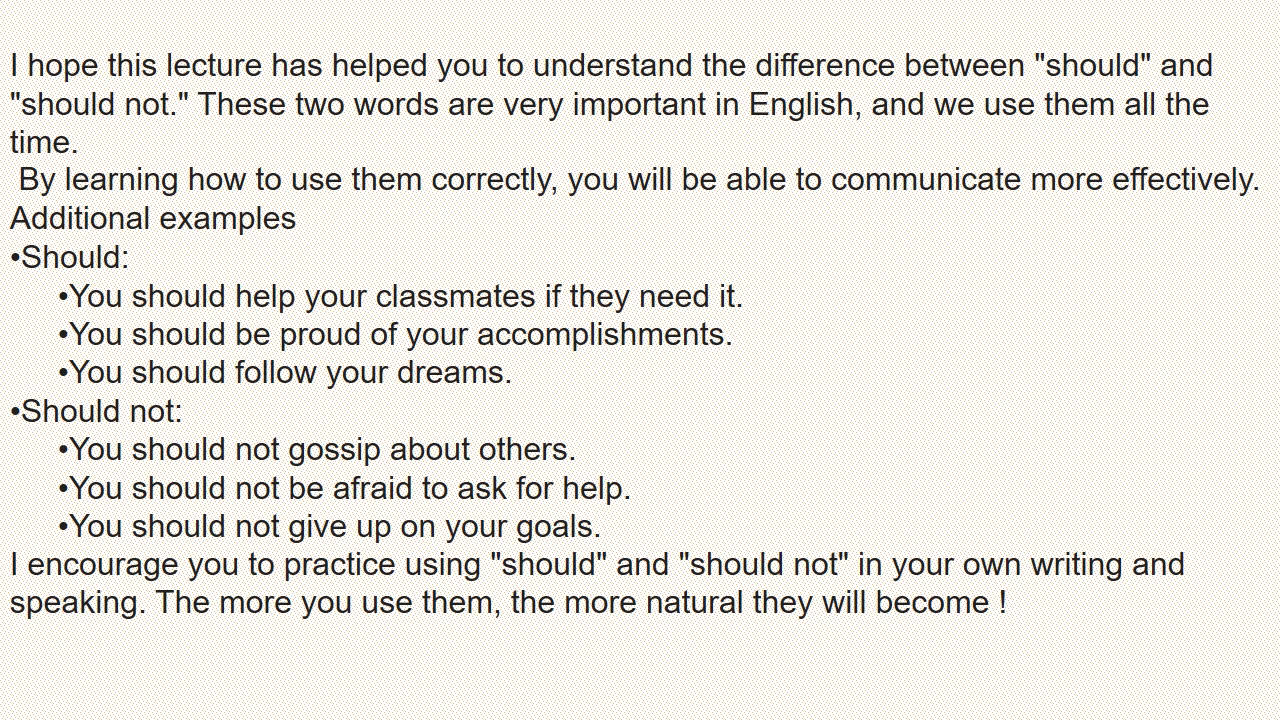 I hope this lecture has helped you to understand the difference between "should" and
"should not." These two words are very important in English, and we use them all the
time.
By learning how to use them correctly, you will be able to communicate more effectively.
Additional examples
•Should:
•You should help your classmates if they need it.
•You should be proud of your accomplishments.
•You should follow your dreams.
•Should not:
•You should not gossip about others.
•You should not be afraid to ask for help.
•You should not give up on your goals.
I encourage you to practice using "should" and "should not" in your own writing and
speaking. The more you use them, the more natural they will become !